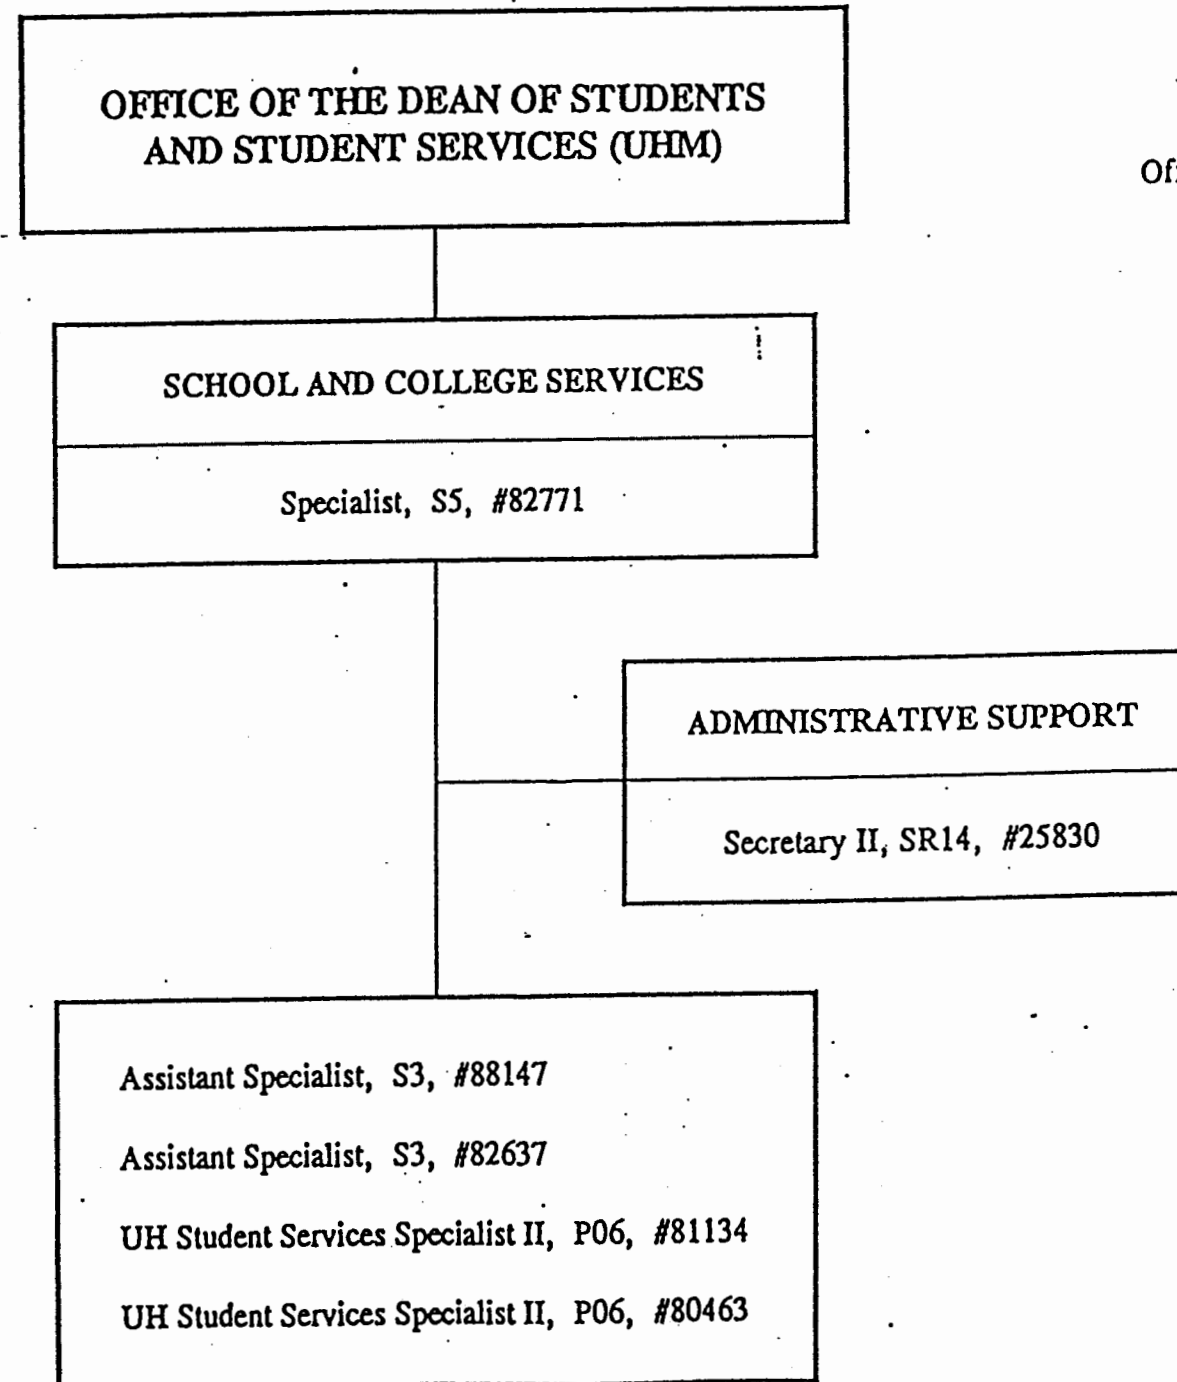 OFFICE OF THE DEAN OF STUDENTS
AND STUDENT SERVICES (UHM)
SCHOOL AND COLLEGE SERVICES
Specialist, S5, #82771
ADMINISTRATIVE SUPPORT
Secretary II, SR14, #25830
Assistant Specialist, S3, #88147
Assistant Specialist, S3, #82637
UH Student Services Specialist II, P06, #81134
UH Student Services Specialist II, P06, #80463